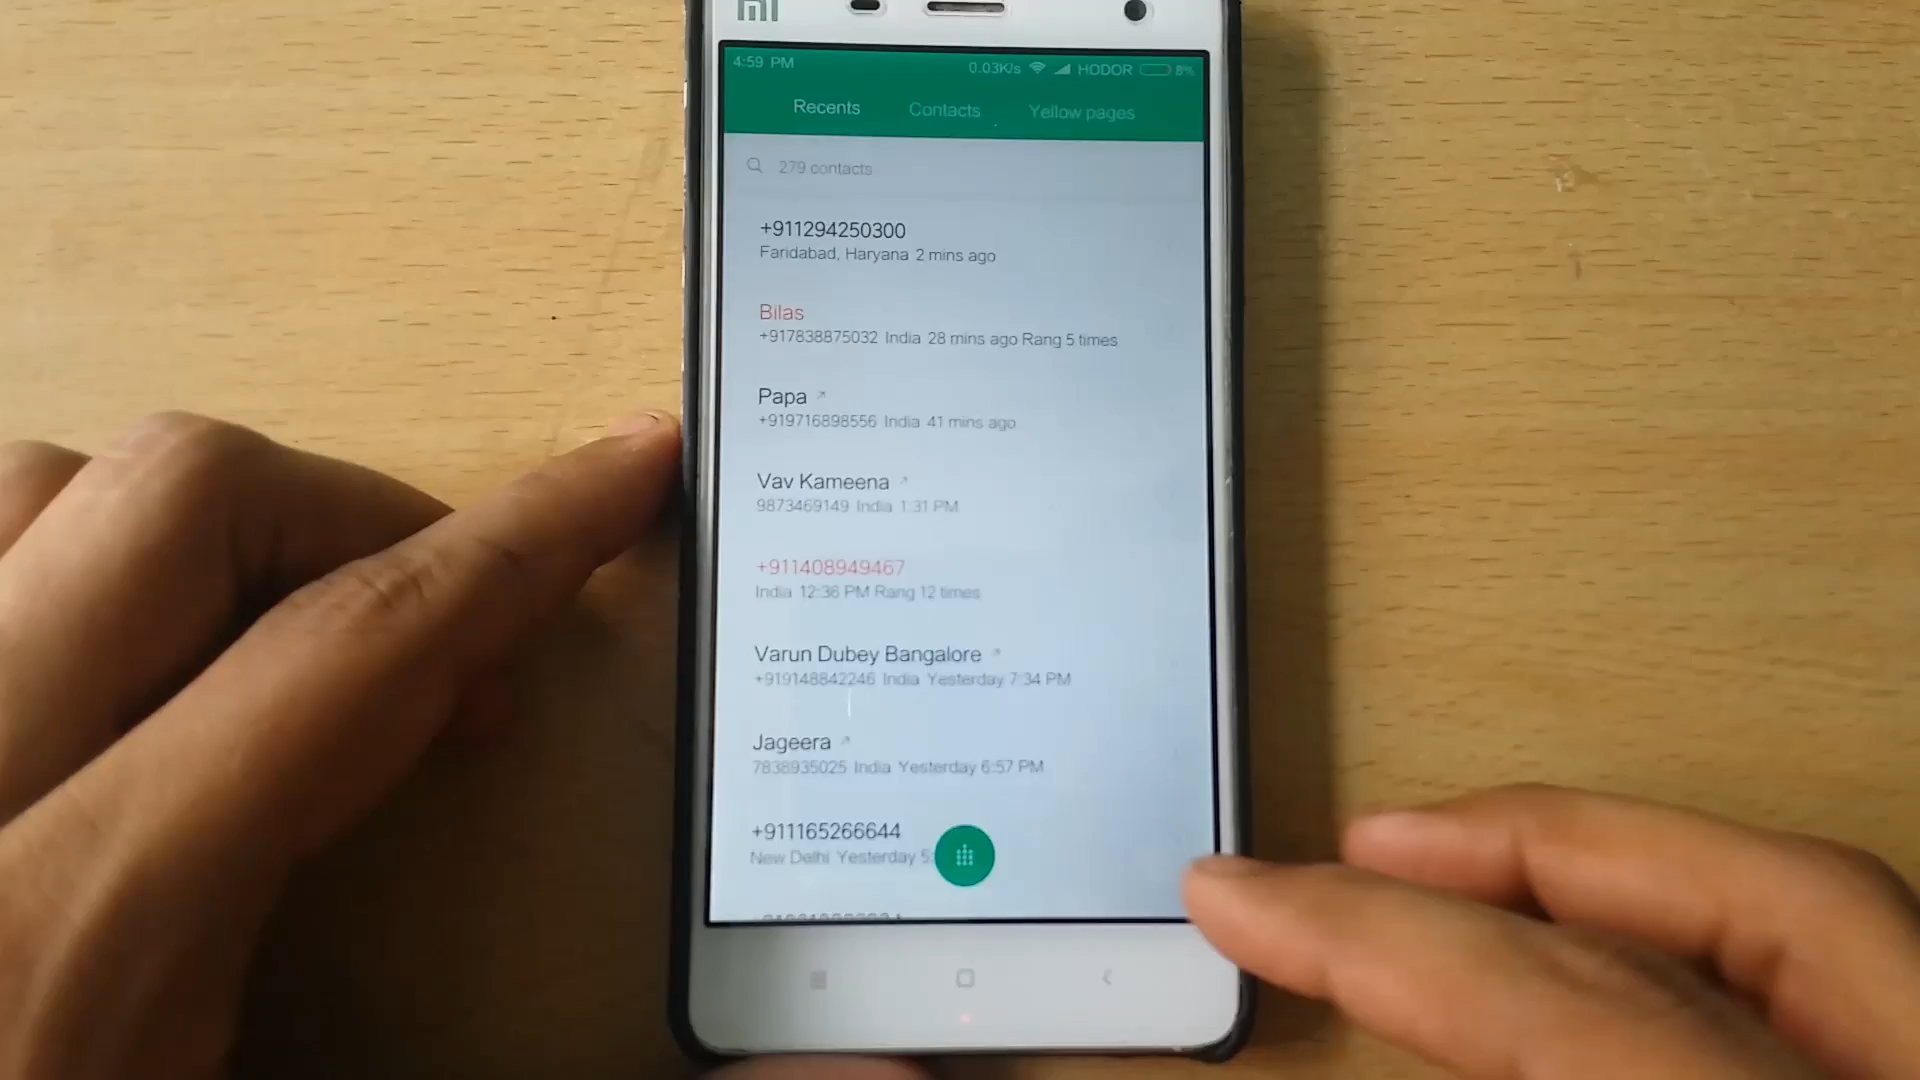 mi
4:59 PM 0.03K/s HODOR 8%
Recents Contacts Yellow pages
279 contacts
+911294250300
Faridabad, Haryana 2 mins ago
Bilas
+917838875032 India 28 mins ago Rang 5 times
Papa
+919716898556 India 41 mins ago
Vav Kameena
9873469149 India 1:31 PM
+911408949467
India 12:36 PM Rang 12 times
Varun Dubey Bangalore
+919148842246 India Yesterday 7:34 PM
Jageera
7838935025 India Yesterday 6:57 PM
+911165266644
New Delhi Yesterday 5: